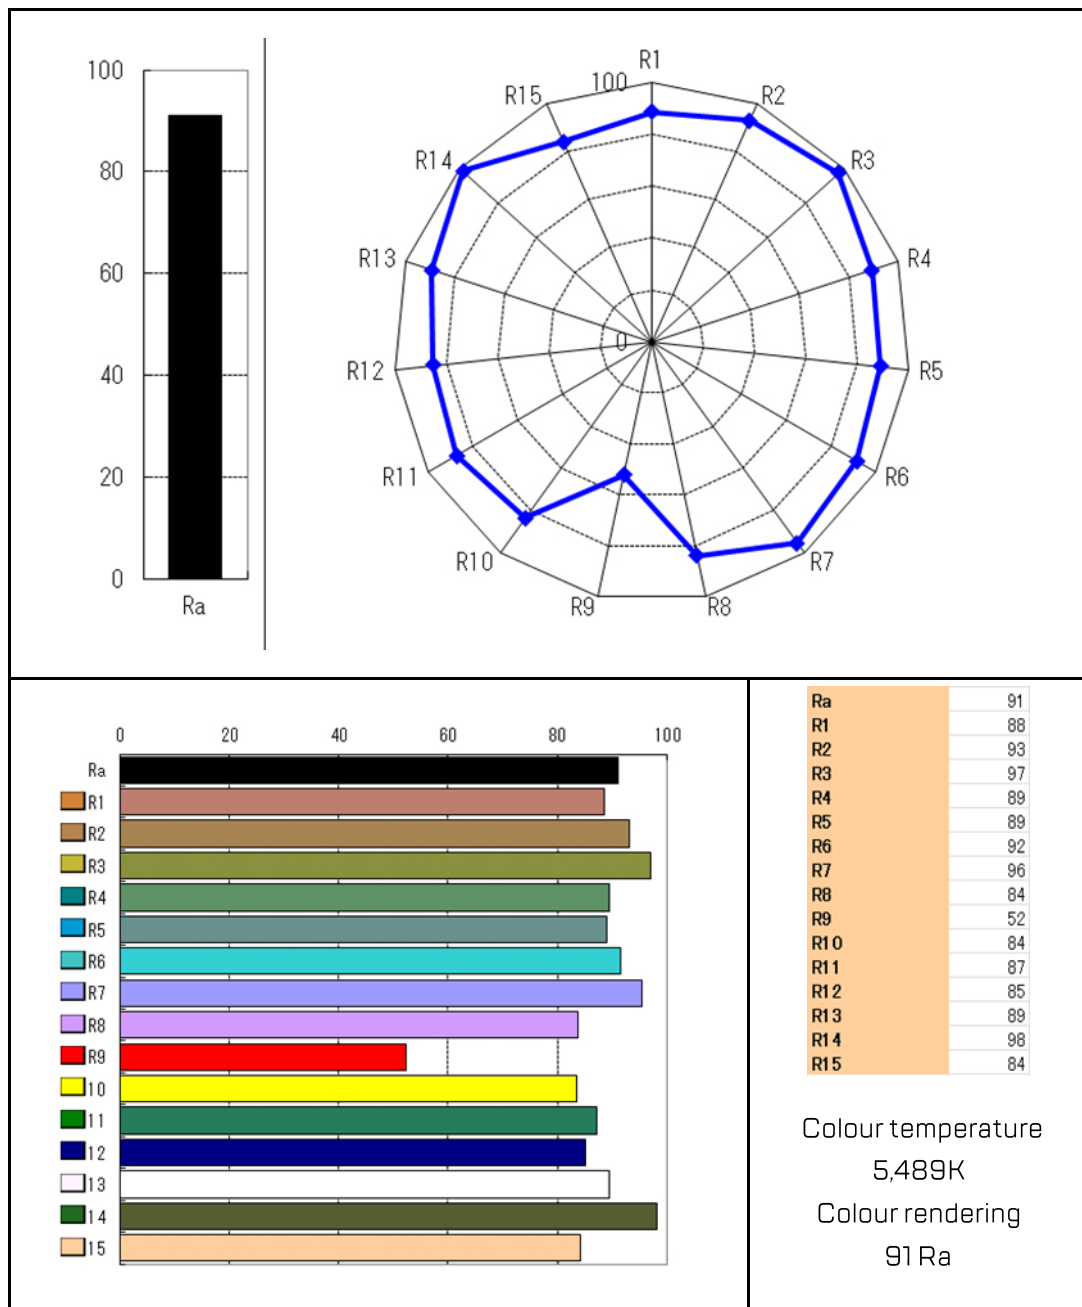 100
80
60
40
20
0
Ra
R1
R2
R3
R4
R5
R6
R7
R8
R9
R10
R11
R12
R13
R14
R15
100
0
0 20 40 60 80 100
Ra
R1
R2
R3
R4
R5
R6
R7
R8
R9
10
11
12
13
14
15
Ra 91
R1 88
R2 93
R3 97
R4 89
R5 89
R6 92
R7 96
R8 84
R9 52
R10 84
R11 87
R12 85
R13 89
R14 98
R15 84
Colour temperature
5,489K
Colour rendering
91 Ra